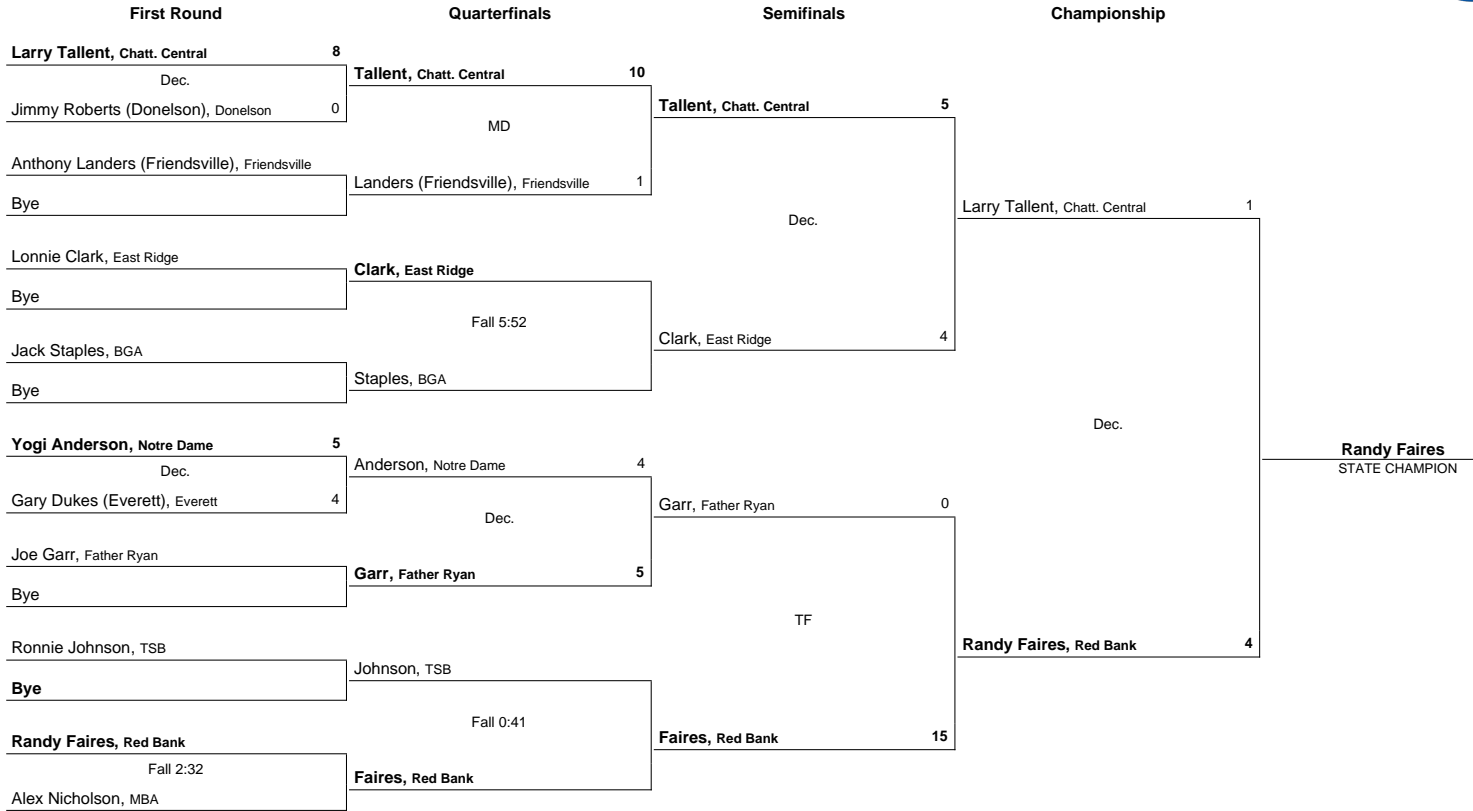 First Round Quarterfinals Semifinals Championship
Larry Tallent, Chatt. Central 8
Dec.
Jimmy Roberts (Donelson), Donelson 0
Anthony Landers (Friendsville), Friendsville
Bye
Lonnie Clark, East Ridge
Bye
Jack Staples, BGA
Bye
Yogi Anderson, Notre Dame 5
Dec.
Gary Dukes (Everett), Everett 4
Joe Garr, Father Ryan
Bye
Ronnie Johnson, TSB
Bye
Randy Faires, Red Bank
Fall 2:32
Alex Nicholson, MBA
Tallent, Chatt. Central 10
MD
Landers (Friendsville), Friendsville 1
Clark, East Ridge
Fall 5:52
Staples, BGA
Anderson, Notre Dame 4
Dec.
Garr, Father Ryan 5
Johnson, TSB
Fall 0:41
Faires, Red Bank
Tallent, Chatt. Central 5
Dec.
Clark, East Ridge 4
Garr, Father Ryan 0
TF
Faires, Red Bank 15
Larry Tallent, Chatt. Central 1
Dec.
Randy Faires, Red Bank 4
Randy Faires
STATE CHAMPION